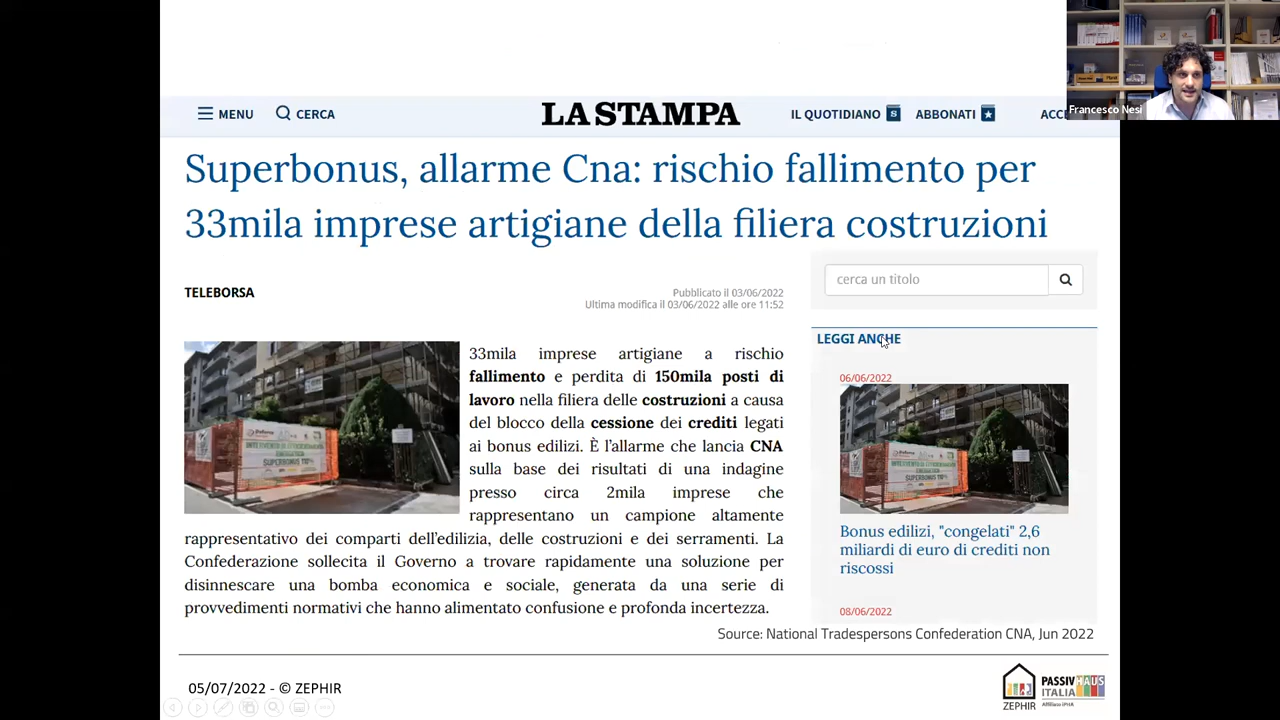 Francesco Nesi
MENU
CERCA
LA STAMPA
IL QUOTIDIANO
ABBONATI
Superbonus, allarme Cna: rischio fallimento per
33mila imprese artigiane della filiera costruzioni
TELEBORSA
Pubblicato il 03/06/2022
Ultima modifica il 03/06/2022 alle ore 11:52
33mila imprese artigiane a rischio
fallimento e perdita di 150mila posti di
lavoro nella filiera delle costruzioni a causa
del blocco della cessione dei crediti legati
ai bonus edilizi. È l’allarme che lancia CNA
sulla base dei risultati di una indagine
presso circa 2mila imprese che
rappresentano un campione altamente
rappresentativo dei comparti dell’edilizia, delle costruzioni e dei serramenti. La
Confederazione sollecita il Governo a trovare rapidamente una soluzione per
disinnescare una bomba economica e sociale, generata da una serie di
provvedimenti normativi che hanno alimentato confusione e profonda incertezza.
cerca un titolo
LEGGI ANCHE
06/06/2022
Bonus edilizi, "congelati" 2,6
miliardi di euro di crediti non
riscossi
08/06/2022
Source: National Tradespersons Confederation CNA, Jun 2022
05/07/2022 - © ZEPHIR
ZEPHIR
PASSIVHAUS
ITALIA
Affiliato iPHA